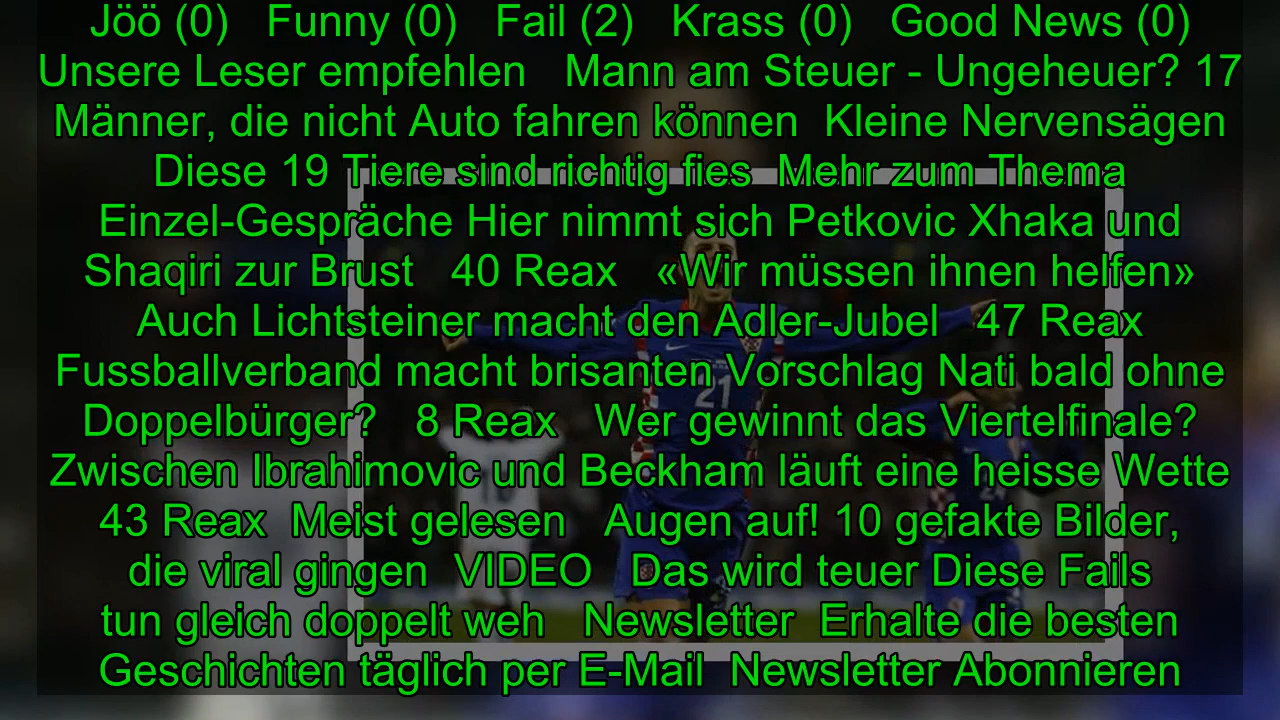 Jöö (0) Funny (0) Fail (2) Krass (0) Good News (0)
Unsere Leser empfehlen Mann am Steuer - Ungeheuer? 17
Männer, die nicht Auto fahren können Kleine Nervensägen
Diese 19 Tiere sind richtig fies Mehr zum Thema
Einzel-Gespräche Hier nimmt sich Petkovic Xhaka und
Shaqiri zur Brust 40 Reax «Wir müssen ihnen helfen»
Auch Lichtsteiner macht den Adler-Jubel 47 Reax
Fussballverband macht brisanten Vorschlag Nati bald ohne
Doppelbürger? 8 Reax Wer gewinnt das Viertelfinale?
Zwischen Ibrahimovic und Beckham läuft eine heisse Wette
43 Reax Meist gelesen Augen auf! 10 gefakte Bilder,
die viral gingen VIDEO Das wird teuer Diese Fails
tun gleich doppelt weh Newsletter Erhalte die besten
Geschichten täglich per E-Mail Newsletter Abonnieren
21